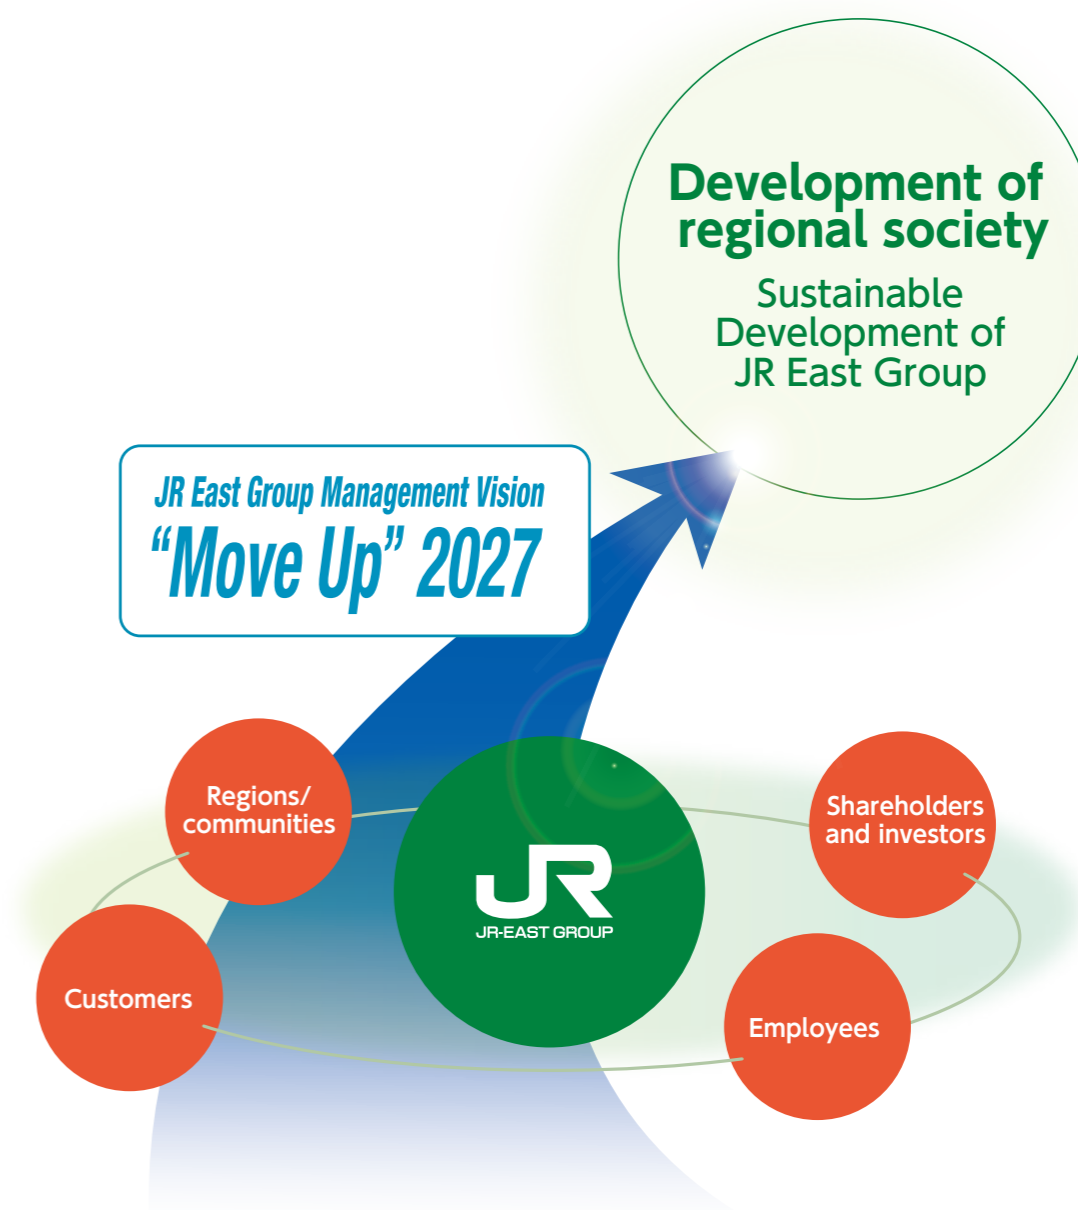 Development of
regional society
Sustainable
Development of
JR East Group
JR East Group Management Vision
“Move Up” 2027
Regions/
communities
Shareholders
and investors
JR
JR-EAST GROUP
Customers
Employees